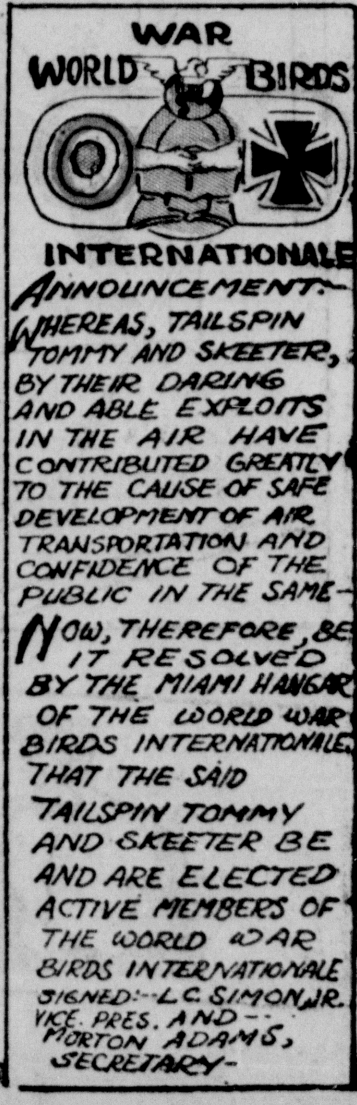 WAR
WORLD BIRDS
INTERNATIONALE
ANNOUNCEMENT:-
WHEREAS, TAILSPIN
TOMMY AND SKEETER,
BY THEIR DARING
AND ABLE EXPLOITS
IN THE AIR HAVE
CONTRIBUTED GREATLY
TO THE CAUSE OF SAFE
DEVELOPMENT OF AIR
TRANSPORTATION AND
CONFIDENCE OF THE
PUBLIC IN THE SAME-
NOW, THEREFORE, BE
IT RESOLVED
BY THE MIAMI HANGAR
OF THE WORLD WAR
BIRDS INTERNATIONALE,
THAT THE SAID
TAILSPIN TOMMY
AND SKEETER BE
AND ARE ELECTED
ACTIVE MEMBERS OF
THE WORLD WAR
BIRDS INTERNATIONALE
SIGNED:-L.C. SIMON, JR.
VICE. PRES. AND--
MORTON ADAMS,
SECRETARY-